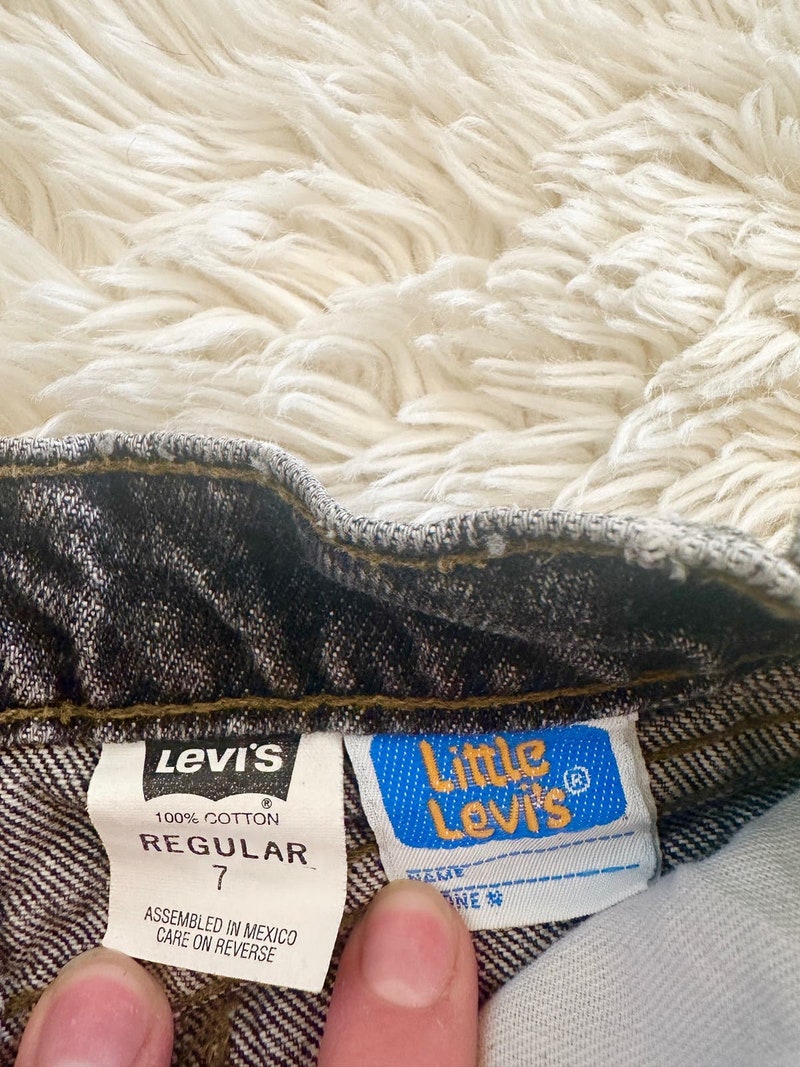 Levi's
®
100% COTTON
REGULAR
7
ASSEMBLED IN MEXICO
CARE ON REVERSE
Little
Levi's®
NAME